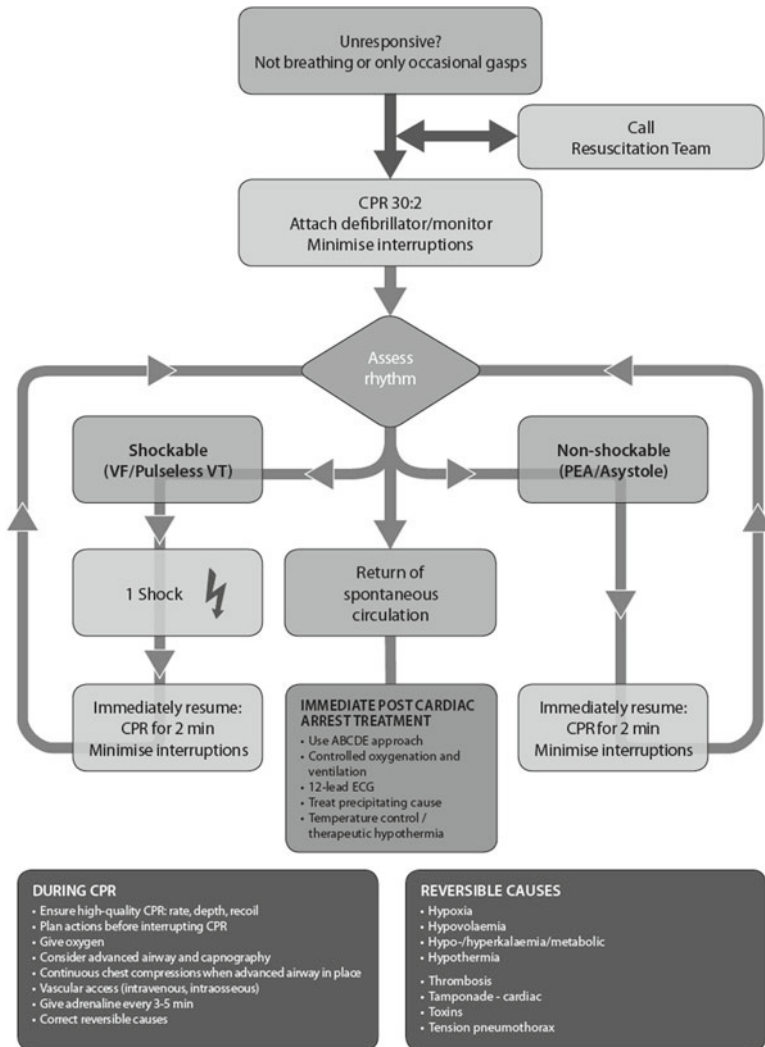 Unresponsive?
Not breathing or only occasional gasps
Call
Resuscitation Team
CPR 30:2
Attach defibrillator/monitor
Minimise interruptions
Assess
rhythm
Shockable
(VF/Pulseless VT)
Non-shockable
(PEA/Asystole)
1 Shock
Return of
spontaneous
circulation
Immediately resume:
CPR for 2 min
Minimise interruptions
IMMEDIATE POST CARDIAC
ARREST TREATMENT
• Use ABCDE approach
• Controlled oxygenation and
ventilation
• 12-lead ECG
• Treat precipitating cause
• Temperature control /
therapeutic hypothermia
Immediately resume:
CPR for 2 min
Minimise interruptions
DURING CPR
• Ensure high-quality CPR: rate, depth, recoil
• Plan actions before interrupting CPR
• Give oxygen
• Consider advanced airway and capnography
• Continuous chest compressions when advanced airway in place
• Vascular access (intravenous, intraosseous)
• Give adrenaline every 3-5 min
• Correct reversible causes
REVERSIBLE CAUSES
• Hypoxia
• Hypovolaemia
• Hypo-/hyperkalaemia/metabolic
• Hypothermia
• Thrombosis
• Tamponade - cardiac
• Toxins
• Tension pneumothorax